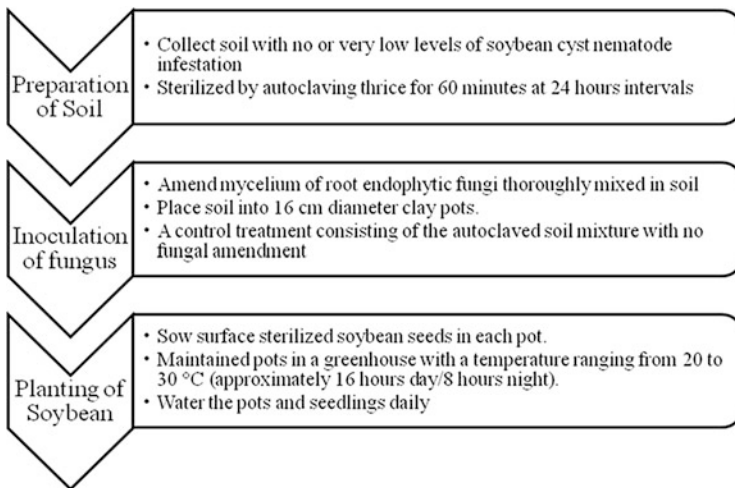 Preparation
of Soil
• Collect soil with no or very low levels of soybean cyst nematode
infestation
• Sterilized by autoclaving thrice for 60 minutes at 24 hours intervals
Inoculation
of fungus
• Amend mycelium of root endophytic fungi thoroughly mixed in soil
• Place soil into 16 cm diameter clay pots.
• A control treatment consisting of the autoclaved soil mixture with no
fungal amendment
Planting of
Soybean
• Sow surface sterilized soybean seeds in each pot.
• Maintained pots in a greenhouse with a temperature ranging from 20 to
30 °C (approximately 16 hours day/8 hours night).
• Water the pots and seedlings daily